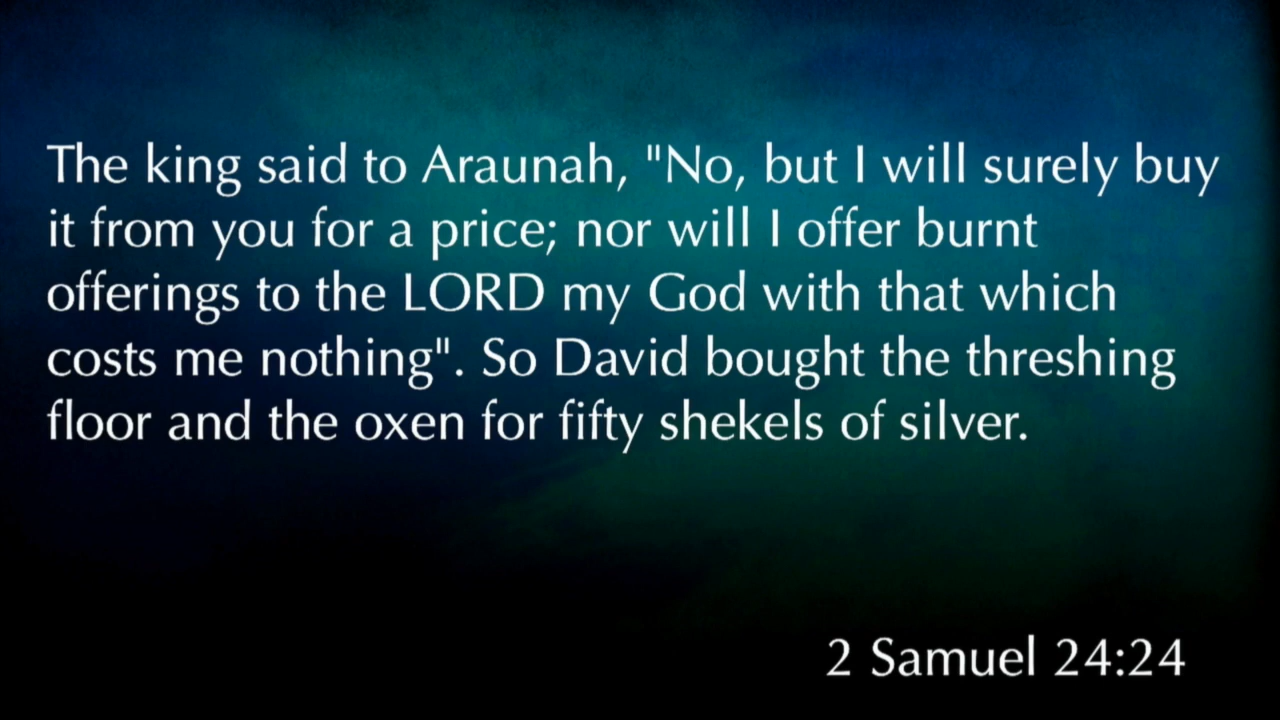 The king said to Araunah, "No, but I will surely buy
it from you for a price; nor will I offer burnt
offerings to the LORD my God with that which
costs me nothing". So David bought the threshing
floor and the oxen for fifty shekels of silver.
2 Samuel 24:24